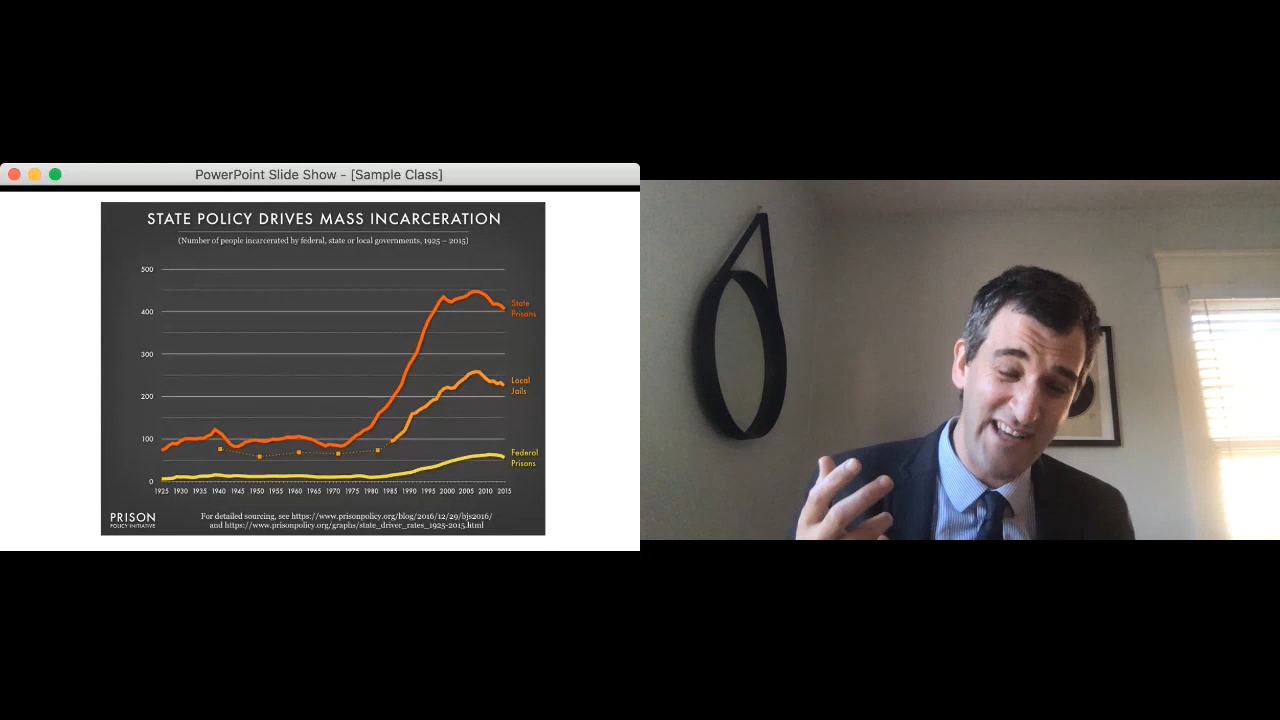 PowerPoint Slide Show – [Sample Class]
STATE POLICY DRIVES MASS INCARCERATION
(Number of people incarcerated by federal, state or local governments, 1925 – 2015)
500
400
300
200
100
0
State
Prisons
Local
Jails
Federal
Prisons
1925 1930 1935 1940 1945 1950 1955 1960 1965 1970 1975 1980 1985 1990 1995 2000 2005 2010 2015
PRISON
POLICY INITIATIVE
For detailed sourcing, see https://www.prisonpolicy.org/blog/2016/12/29/bjs2016/
and https://www.prisonpolicy.org/graphs/state_driver_rates_1925-2015.html